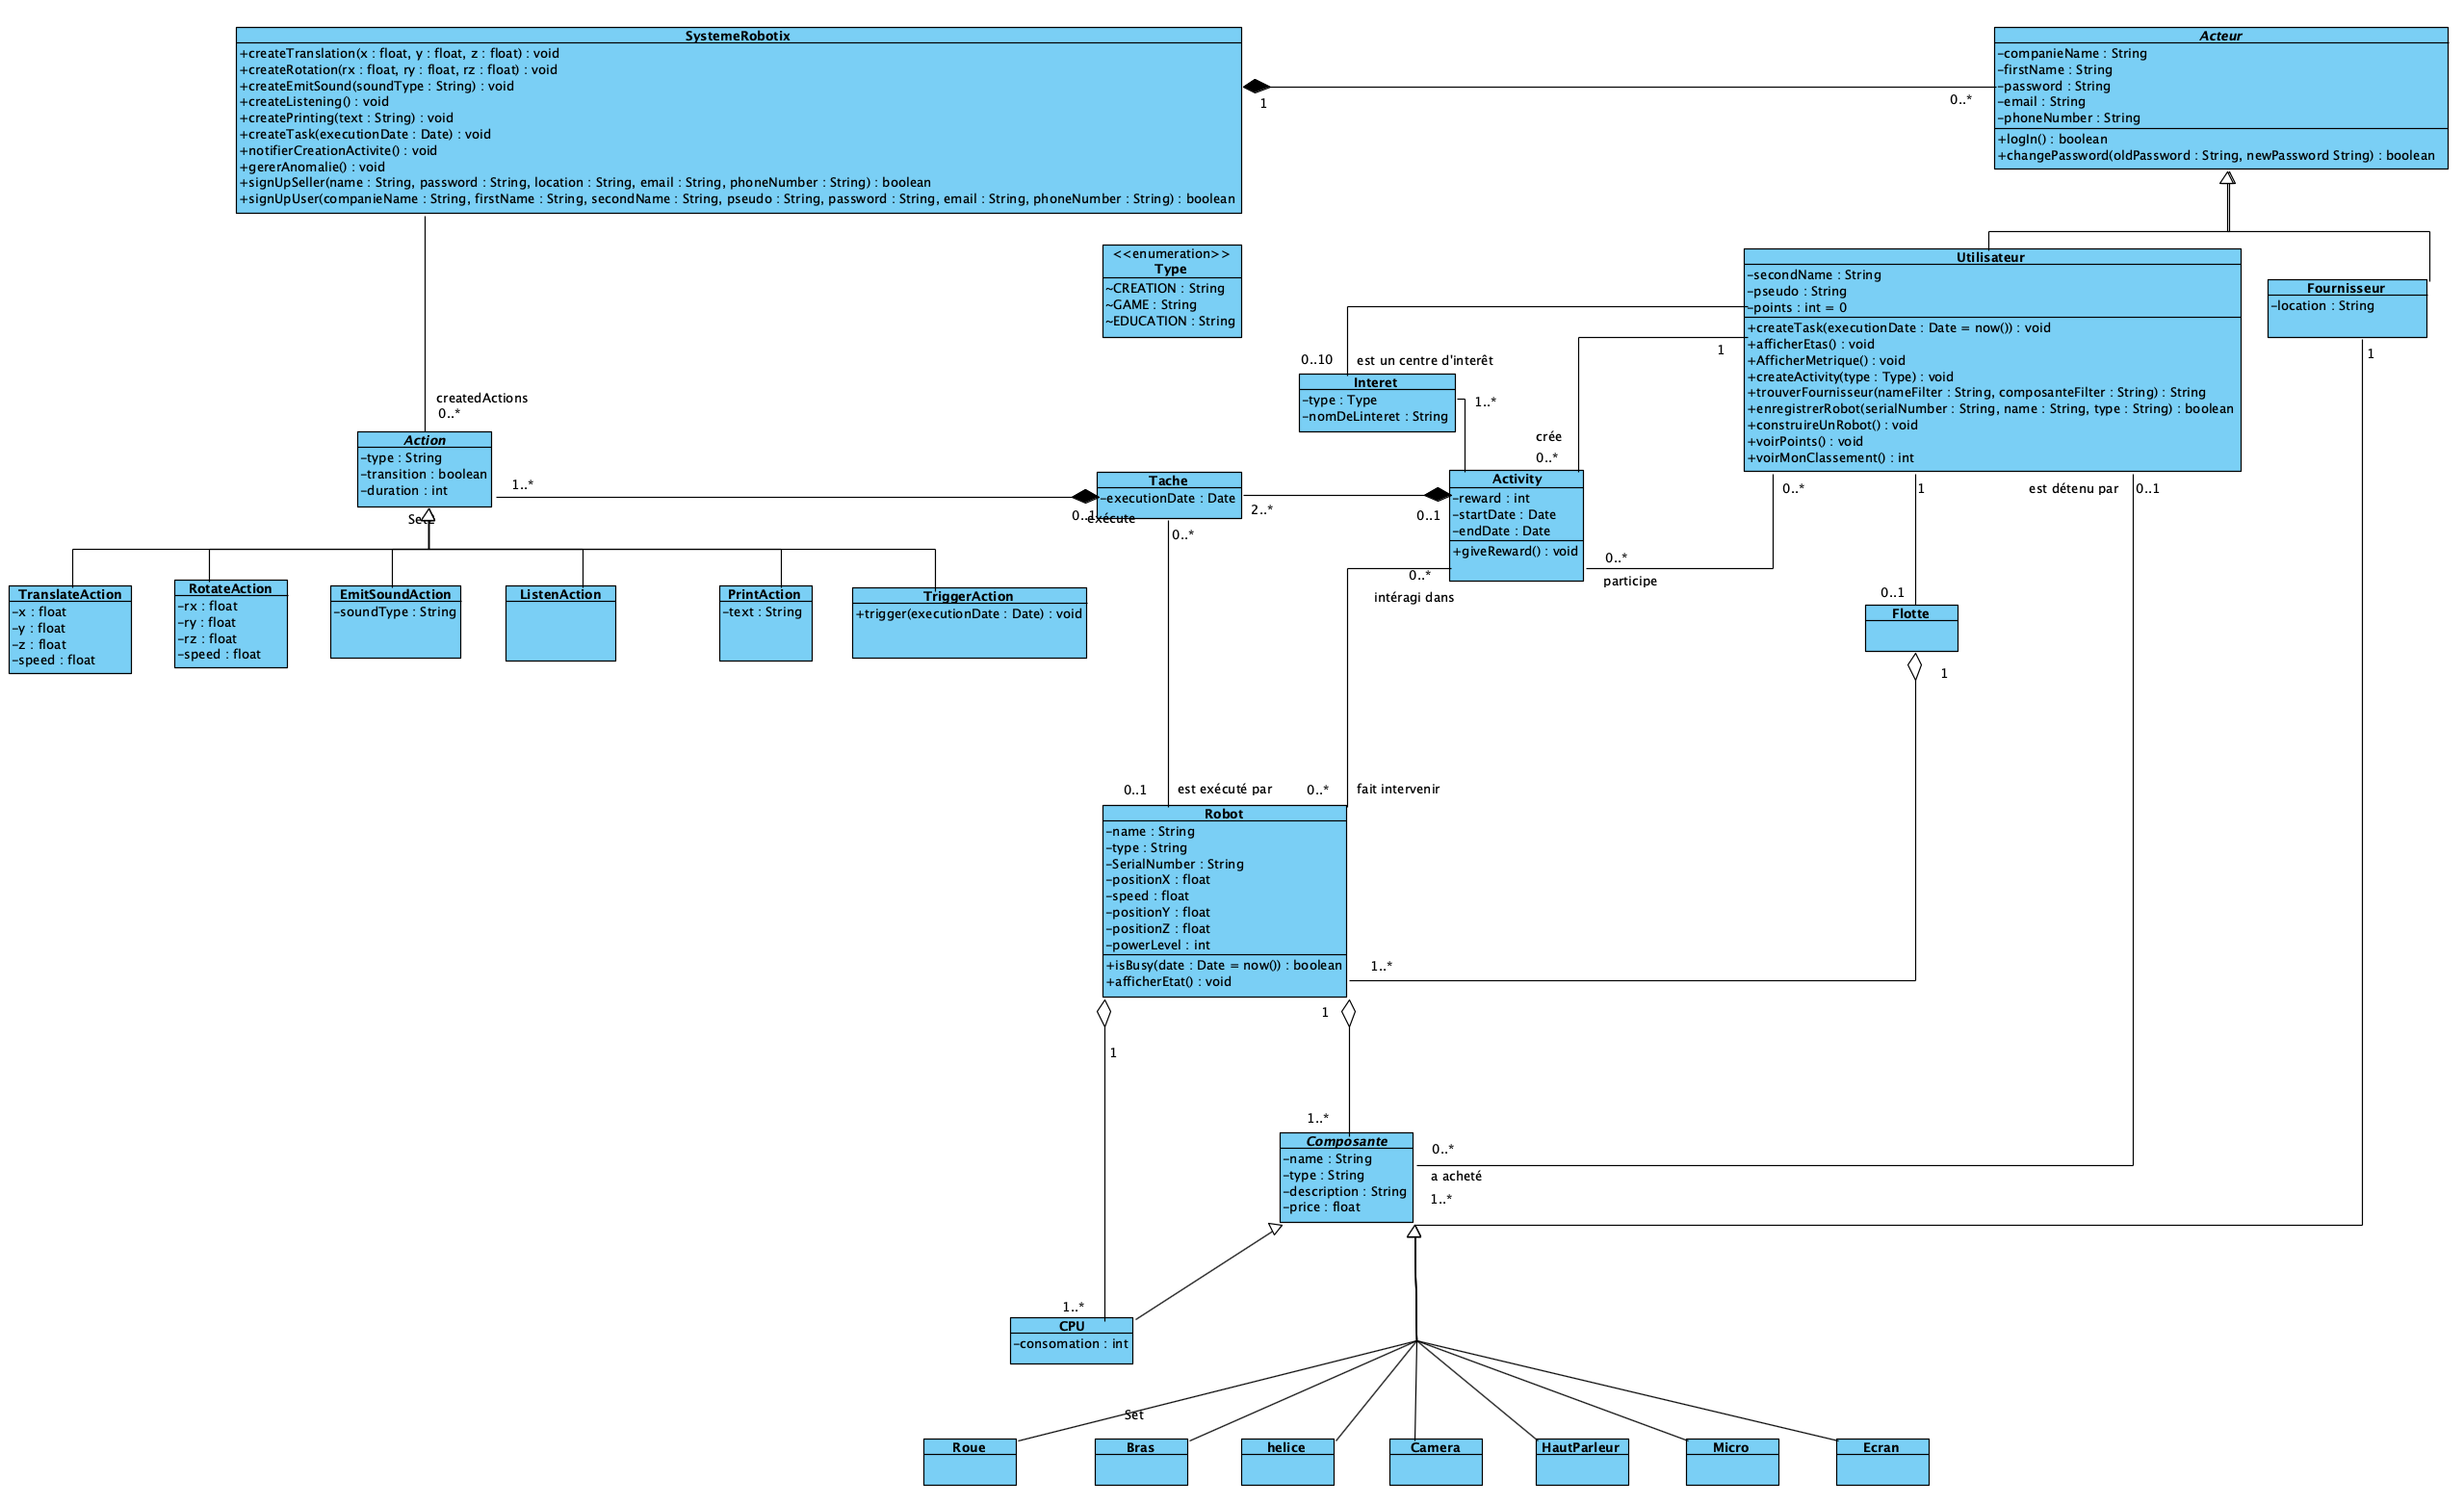 SystemeRobotix
+createTranslation(x : float, y : float, z : float) : void
+createRotation(rx : float, ry : float, rz : float) : void
+createEmitSound(soundType : String) : void
+createListening() : void
+createPrinting(text : String) : void
+createTask(executionDate : Date) : void
+notifierCreationActivite() : void
+gererAnomalie() : void
+signUpSeller(name : String, password : String, location : String, email : String, phoneNumber : String) : boolean
+signUpUser(companieName : String, firstName : String, secondName : String, pseudo : String, password : String, email : String, phoneNumber : String) : boolean
1
0..*
Acteur
-companieName : String
-firstName : String
-password : String
-email : String
-phoneNumber : String
+logIn() : boolean
+changePassword(oldPassword : String, newPassword String) : boolean
<<enumeration>>
Type
~CREATION : String
~GAME : String
~EDUCATION : String
Utilisateur
-secondName : String
-pseudo : String
-points : int = 0
+createTask(executionDate : Date = now()) : void
+afficherEtas() : void
+AfficherMetrique() : void
+createActivity(type : Type) : void
+trouverFournisseur(nameFilter : String, composanteFilter : String) : String
+enregistrerRobot(serialNumber : String, name : String, type : String) : boolean
+construireUnRobot() : void
+voirPoints() : void
+voirMonClassement() : int
Fournisseur
-location : String
1
0..10
est un centre d'interêt
1
Interet
-type : Type
-nomDeLinteret : String
1..*
crée
0..*
createdActions
0..*
Action
-type : String
-transition : boolean
-duration : int
1..*
Set2
Tache
-executionDate : Date
0..1
exécute
2..*
0..*
0..1
Activity
-reward : int
-startDate : Date
-endDate : Date
+giveReward() : void
0..*
intéragi dans
0..*
participe
0..*
1
est détenu par
0..1
0..1
Flotte
1
TranslateAction
-x : float
-y : float
-z : float
-speed : float
RotateAction
-rx : float
-ry : float
-rz : float
-speed : float
EmitSoundAction
-soundType : String
ListenAction
PrintAction
-text : String
TriggerAction
+trigger(executionDate : Date) : void
0..1
est exécuté par
0..*
fait intervenir
Robot
-name : String
-type : String
-SerialNumber : String
-positionX : float
-speed : float
-positionY : float
-positionZ : float
-powerLevel : int
+isBusy(date : Date = now()) : boolean
+afficherEtat() : void
1..*
1
1
1..*
Composante
-name : String
-type : String
-description : String
-price : float
0..*
a acheté
1..*
1..*
CPU
-consomation : int
Set
Roue
Bras
helice
Camera
HautParleur
Micro
Ecran